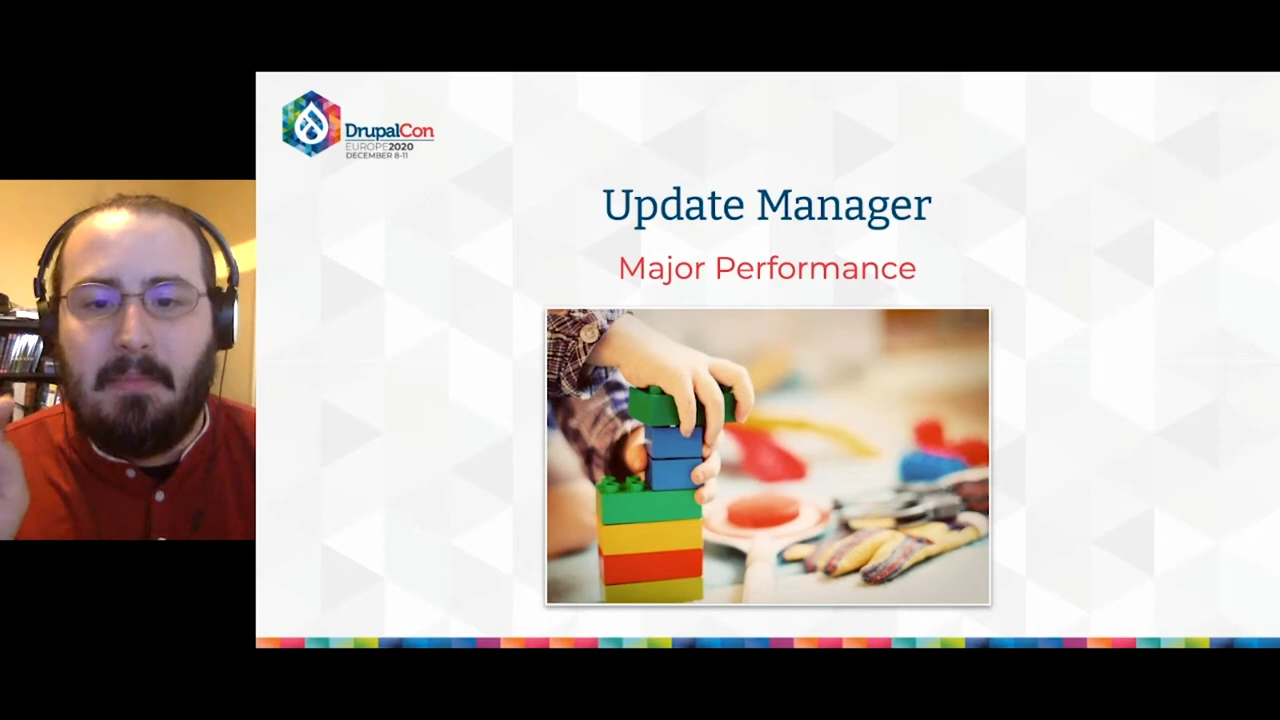 DrupalCon
EUROPE2020
DECEMBER 8-11
Update Manager
Major Performance